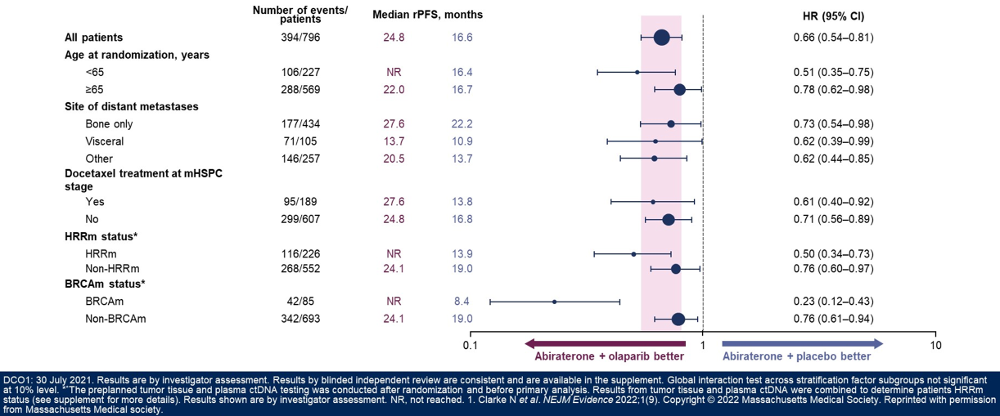 Number of events/ patients Median rPFS, months HR (95% CI)
All patients 394/796 24.8 16.6 0.66 (0.54–0.81)
Age at randomization, years
<65 106/227 NR 16.4 0.51 (0.35–0.75)
≥65 288/569 22.0 16.7 0.78 (0.62–0.98)
Site of distant metastases
Bone only 177/434 27.6 22.2 0.73 (0.54–0.98)
Visceral 71/105 13.7 10.9 0.62 (0.39–0.99)
Other 146/257 20.5 13.7 0.62 (0.44–0.85)
Docetaxel treatment at mHSPC
stage
Yes 95/189 27.6 13.8 0.61 (0.40–0.92)
No 299/607 24.8 16.8 0.71 (0.56–0.89)
HRRm status*
HRRm 116/226 NR 13.9 0.50 (0.34–0.73)
Non-HRRm 268/552 24.1 19.0 0.76 (0.60–0.97)
BRCAm status*
BRCAm 42/85 NR 8.4 0.23 (0.12–0.43)
Non-BRCAm 342/693 24.1 19.0 0.76 (0.61–0.94)
0.1 1 10
Abiraterone + olaparib better Abiraterone + placebo better
DCO1: 30 July 2021. Results are by investigator assessment. Results by blinded independent review are consistent and are available in the supplement. Global interaction test across stratification factor subgroups not significant
at 10% level. *"The preplanned tumor tissue and plasma ctDNA testing was conducted after randomization and before primary analysis. Results from tumor tissue and plasma ctDNA were combined to determine patients HRRm
status (see supplement for more details). Results shown are by investigator assessment. NR, not reached. 1. Clarke N et al. NEJM Evidence 2022;1(9). Copyright © 2022 Massachusetts Medical Society. Reprinted with permission
from Massachusetts Medical society.